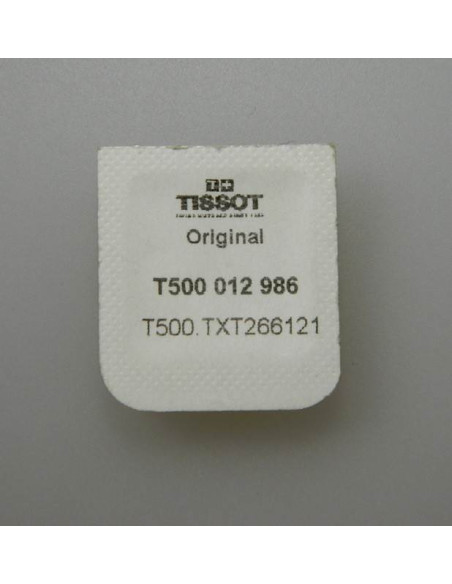 T+
TISSOT
Original
T500 012 986
T500.TXT266121